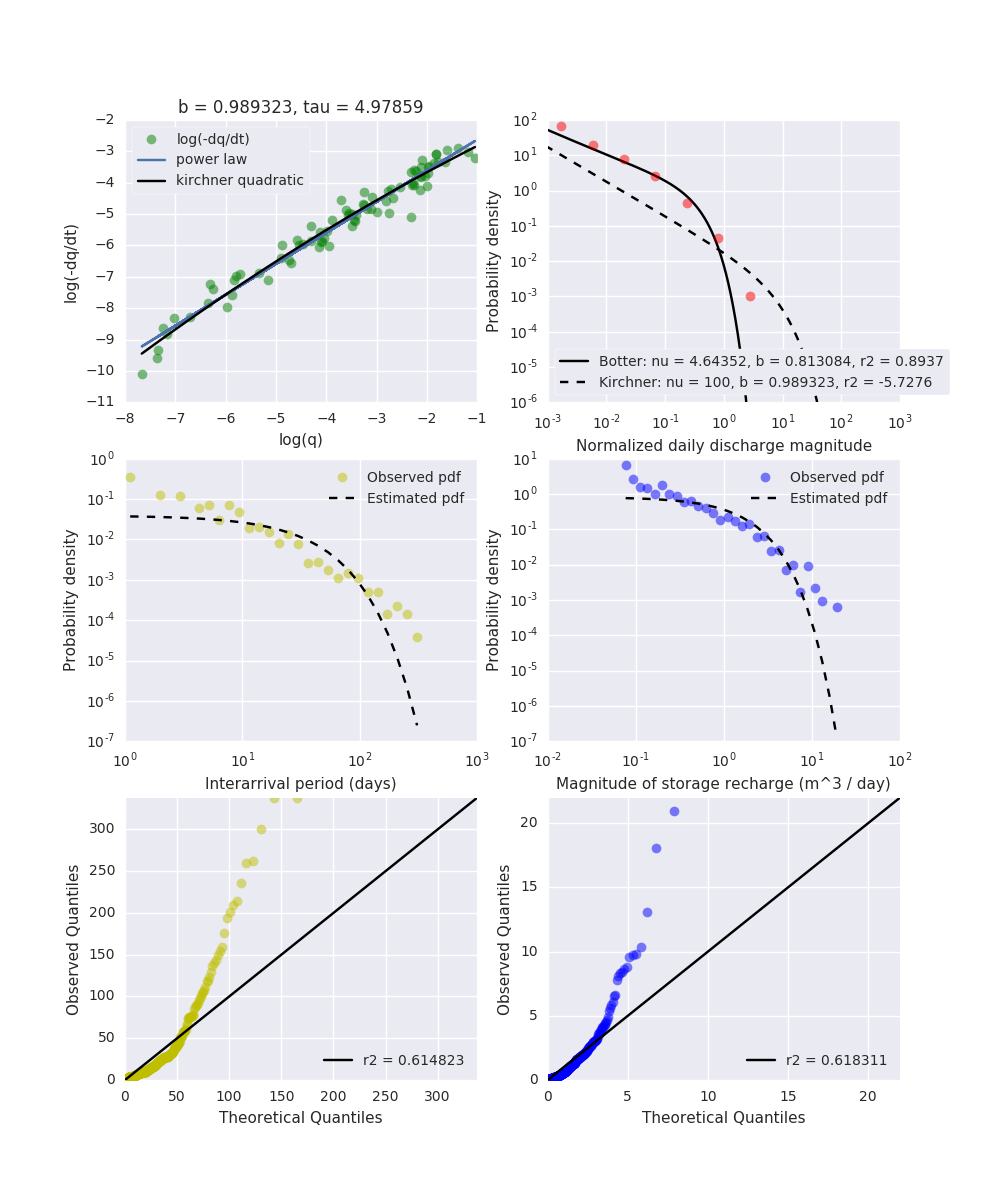 b = 0.989323, tau = 4.97859
log(-dq/dt)
power law
kirchner quadratic
log(-dq/dt)
−2
−3
−4
−5
−6
−7
−8
−9
−10
−11
−8 −7 −6 −5 −4 −3 −2 −1
log(q)
Probability density
10^2
10^1
10^0
10^-1
10^-2
10^-3
10^-4
10^-5
10^-6
Botter: nu = 4.64352, b = 0.813084, r2 = 0.8937
Kirchner: nu = 100, b = 0.989323, r2 = -5.7276
10^-3 10^-2 10^-1 10^0 10^1 10^2 10^3
Normalized daily discharge magnitude
Probability density
10^0
10^-1
10^-2
10^-3
10^-4
10^-5
10^-6
10^-7
Observed pdf
Estimated pdf
10^0 10^1 10^2 10^3
Interarrival period (days)
Probability density
10^1
10^0
10^-1
10^-2
10^-3
10^-4
10^-5
10^-6
10^-7
Observed pdf
Estimated pdf
10^-2 10^-1 10^0 10^1 10^2
Magnitude of storage recharge (m^3 / day)
Observed Quantiles
300
250
200
150
100
50
0
r2 = 0.614823
0 50 100 150 200 250 300
Theoretical Quantiles
Observed Quantiles
20
15
10
5
0
r2 = 0.618311
0 5 10 15 20
Theoretical Quantiles